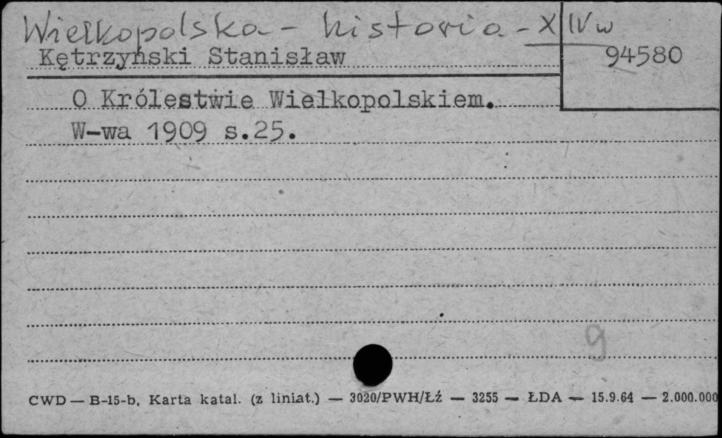 Wielkopolska - historia - XIVw
Kętrzyński Stanisław
94580
O Królestwie Wielkopolskiem.
W-wa 1909 s.25.
9
CWD — B-15-b, Karta katal. (z liniat.) — 3020/PWH/Łź — 3255 — ŁDA — 15.9.64 — 2.000.000